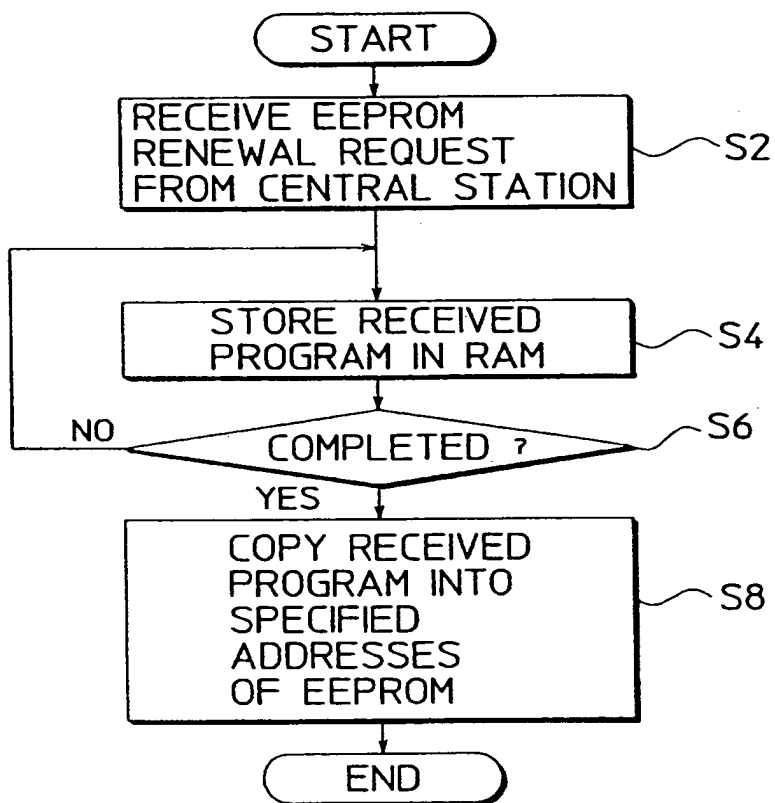 START
RECEIVE EEPROM
RENEWAL REQUEST
FROM CENTRAL STATION
S2
STORE RECEIVED
PROGRAM IN RAM
S4
NO
COMPLETED ?
S6
YES
COPY RECEIVED
PROGRAM INTO
SPECIFIED
ADDRESSES
OF EEPROM
S8
END